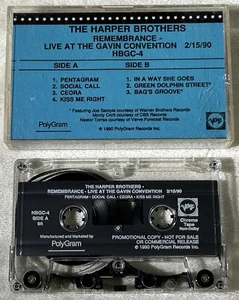 THE HARPER BROTHERS
REMEMBRANCE -
LIVE AT THE GAVIN CONVENTION 2/15/90
HBGC-4
SIDE A
SIDE B
1. PENTAGRAM
2. SOCIAL CALL
3. CEORA
4. KISS ME RIGHT
1. IN A WAY SHE GOES
2. GREEN DOLPHIN STREET*
3. BAG'S GROOVE*
* Featuring Joe Sample courtesy of Warner Brothers Records
Monty Croft courtesy of CBS Records
Nestor Torres courtesy of Records
PolyGram
© 1990 PolyGram Records Inc.
Verve
THE HARPER BROTHERS
REMEMBRANCE - LIVE AT THE GAVIN CONVENTION 2/15/90
PENTAGRAM - SOCIAL CALL - CEORA - KISS ME RIGHT
HBGC-4
SIDE A
Chrome
Tape
Non-Dolby
Manufactured and Marketed by
PolyGram
PROMOTIONAL COPY - NOT FOR SALE
OR COMMERCIAL RELEASE
© 1990 PolyGram Records Inc.